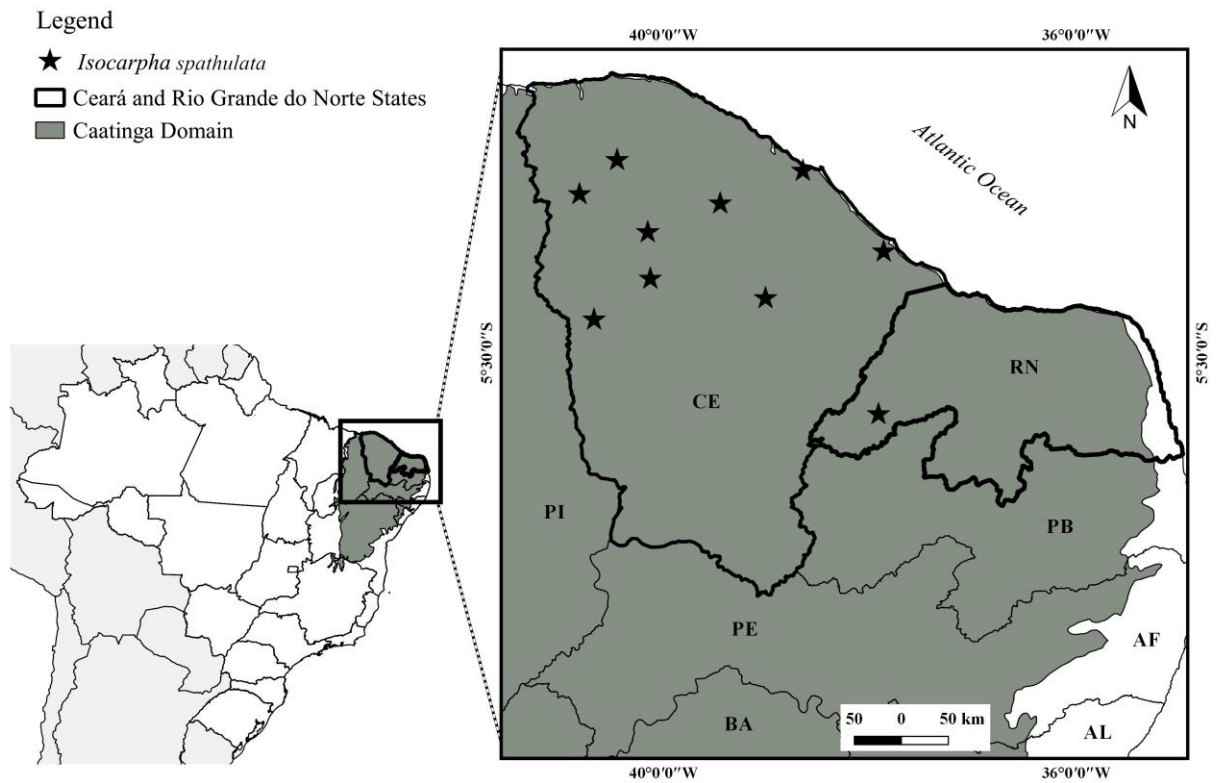 Legend
Isocarpha spathulata
Ceará and Rio Grande do Norte States
Caatinga Domain
40°0'0"W
36°0'0"W
N
Atlantic Ocean
5°30'0"S
5°30'0"S
RN
CE
PI
PB
PE
AF
BA
AL
50 0 50 km
40°0'0"W
36°0'0"W